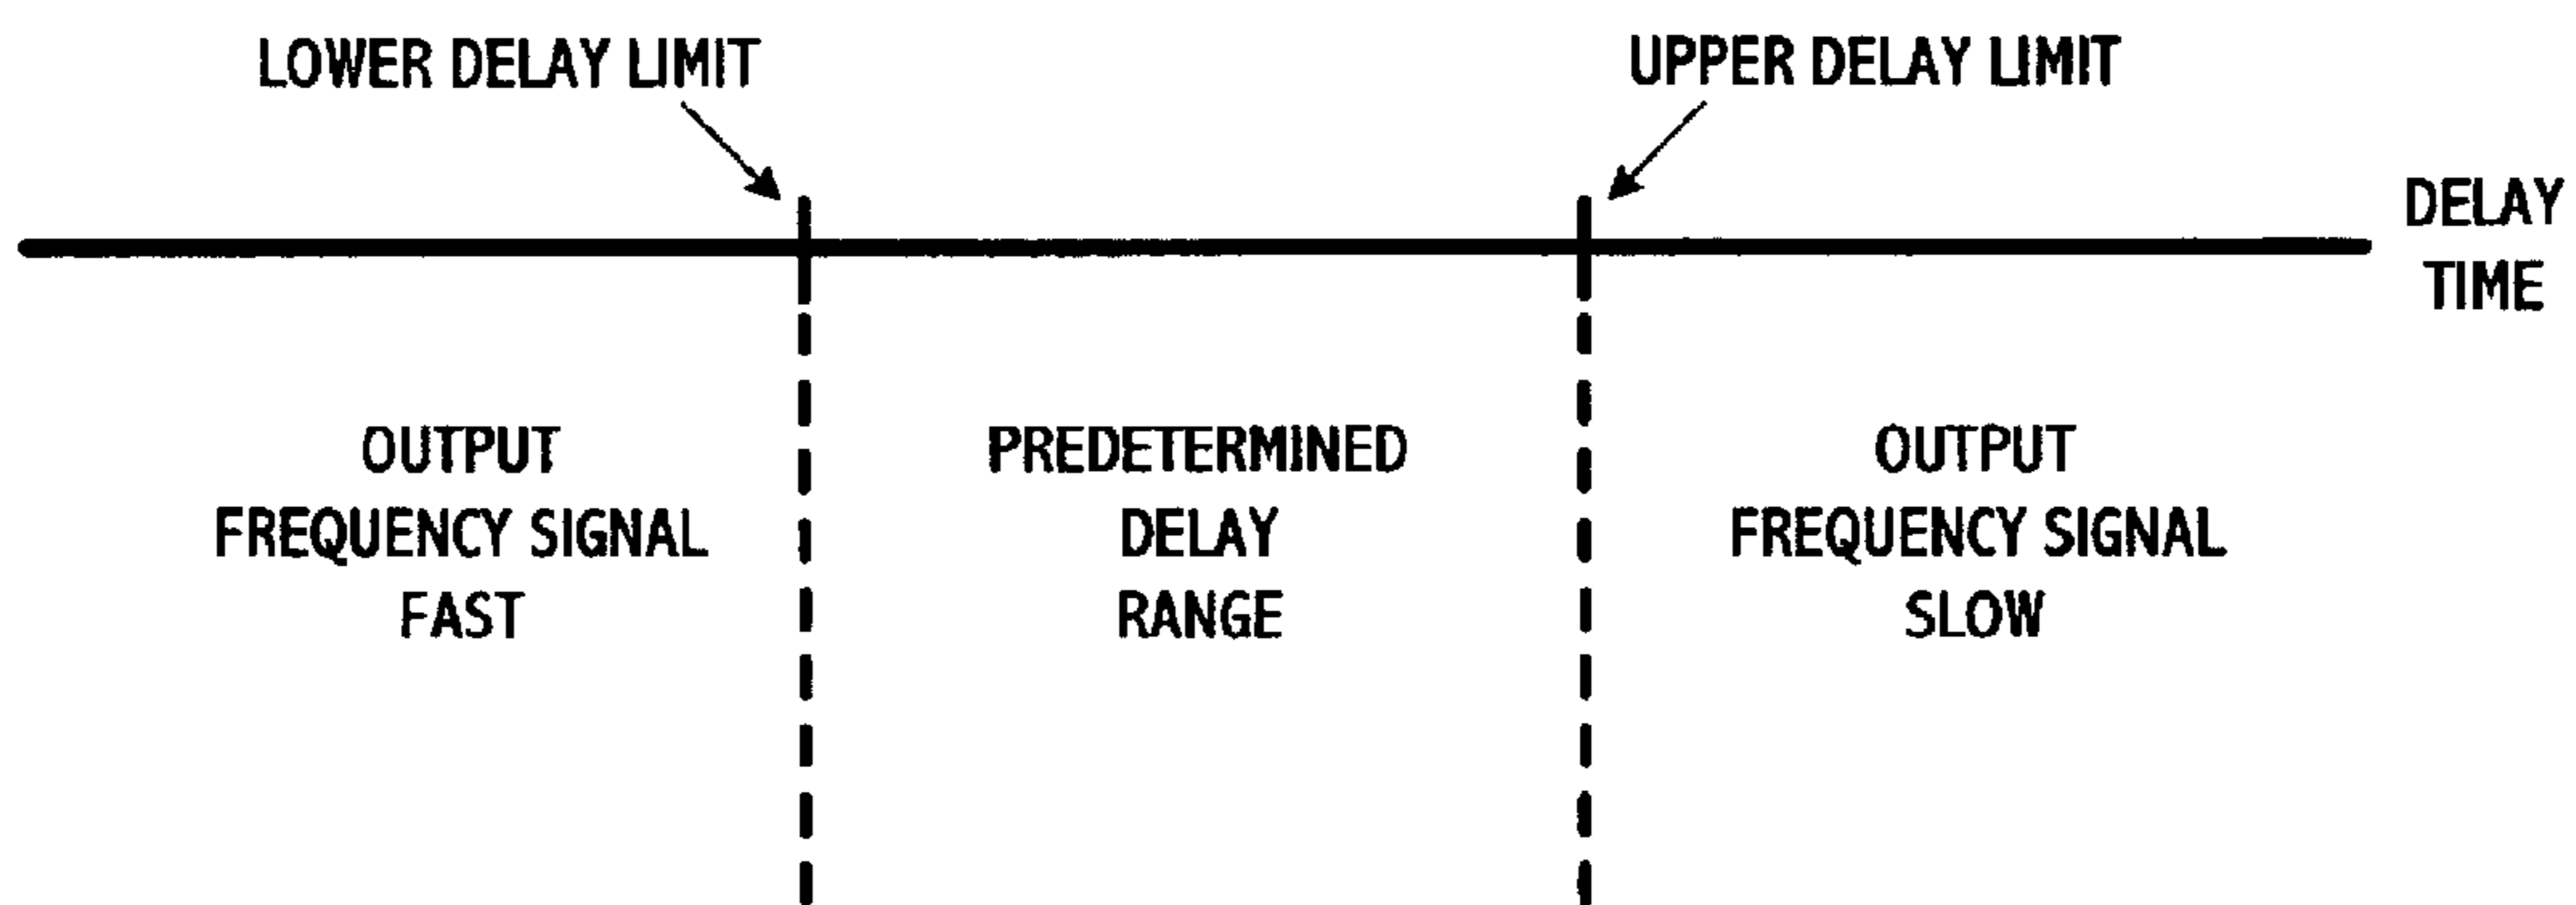 LOWER DELAY LIMIT
UPPER DELAY LIMIT
DELAY
TIME
OUTPUT
FREQUENCY SIGNAL
FAST
PREDETERMINED
DELAY
RANGE
OUTPUT
FREQUENCY SIGNAL
SLOW